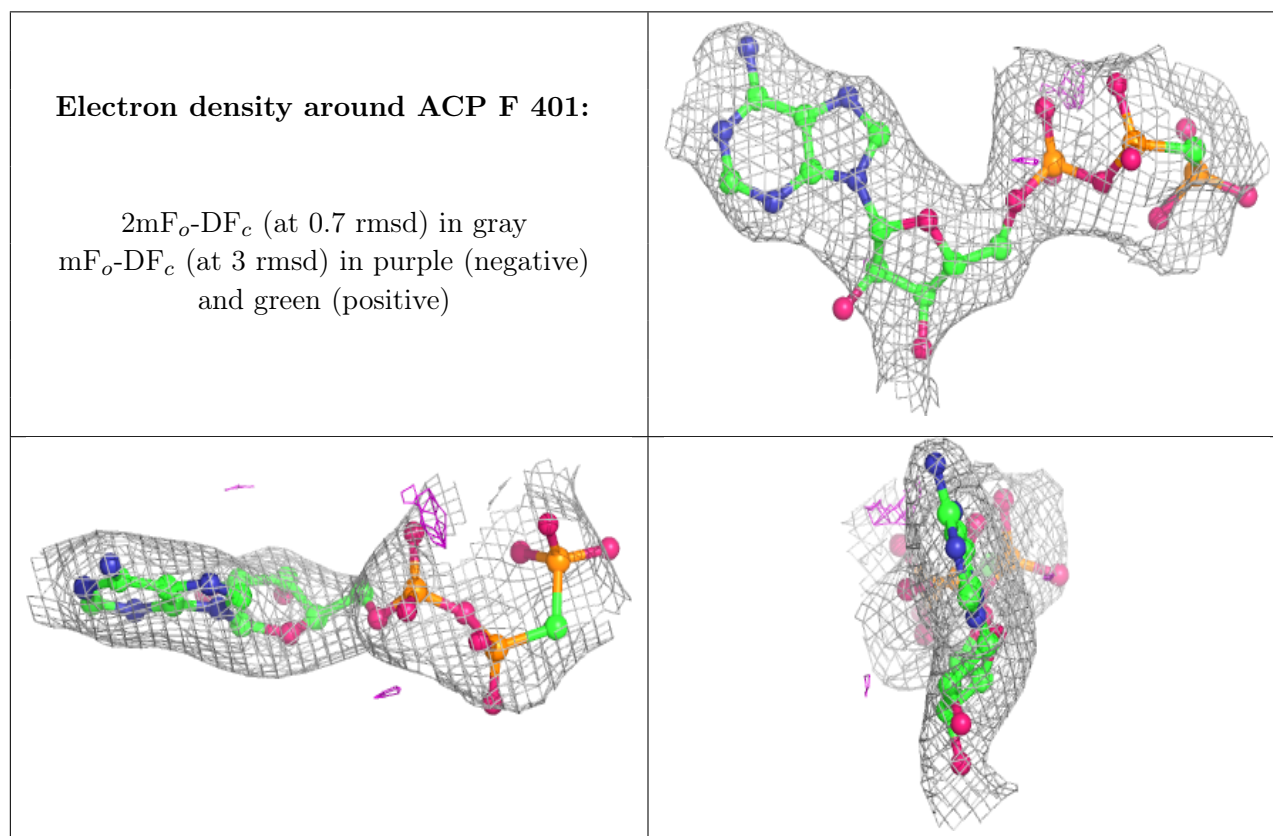 Electron density around ACP F 401:
2mFo-DFc (at 0.7 rmsd) in gray
mFo-DFc (at 3 rmsd) in purple (negative)
and green (positive)